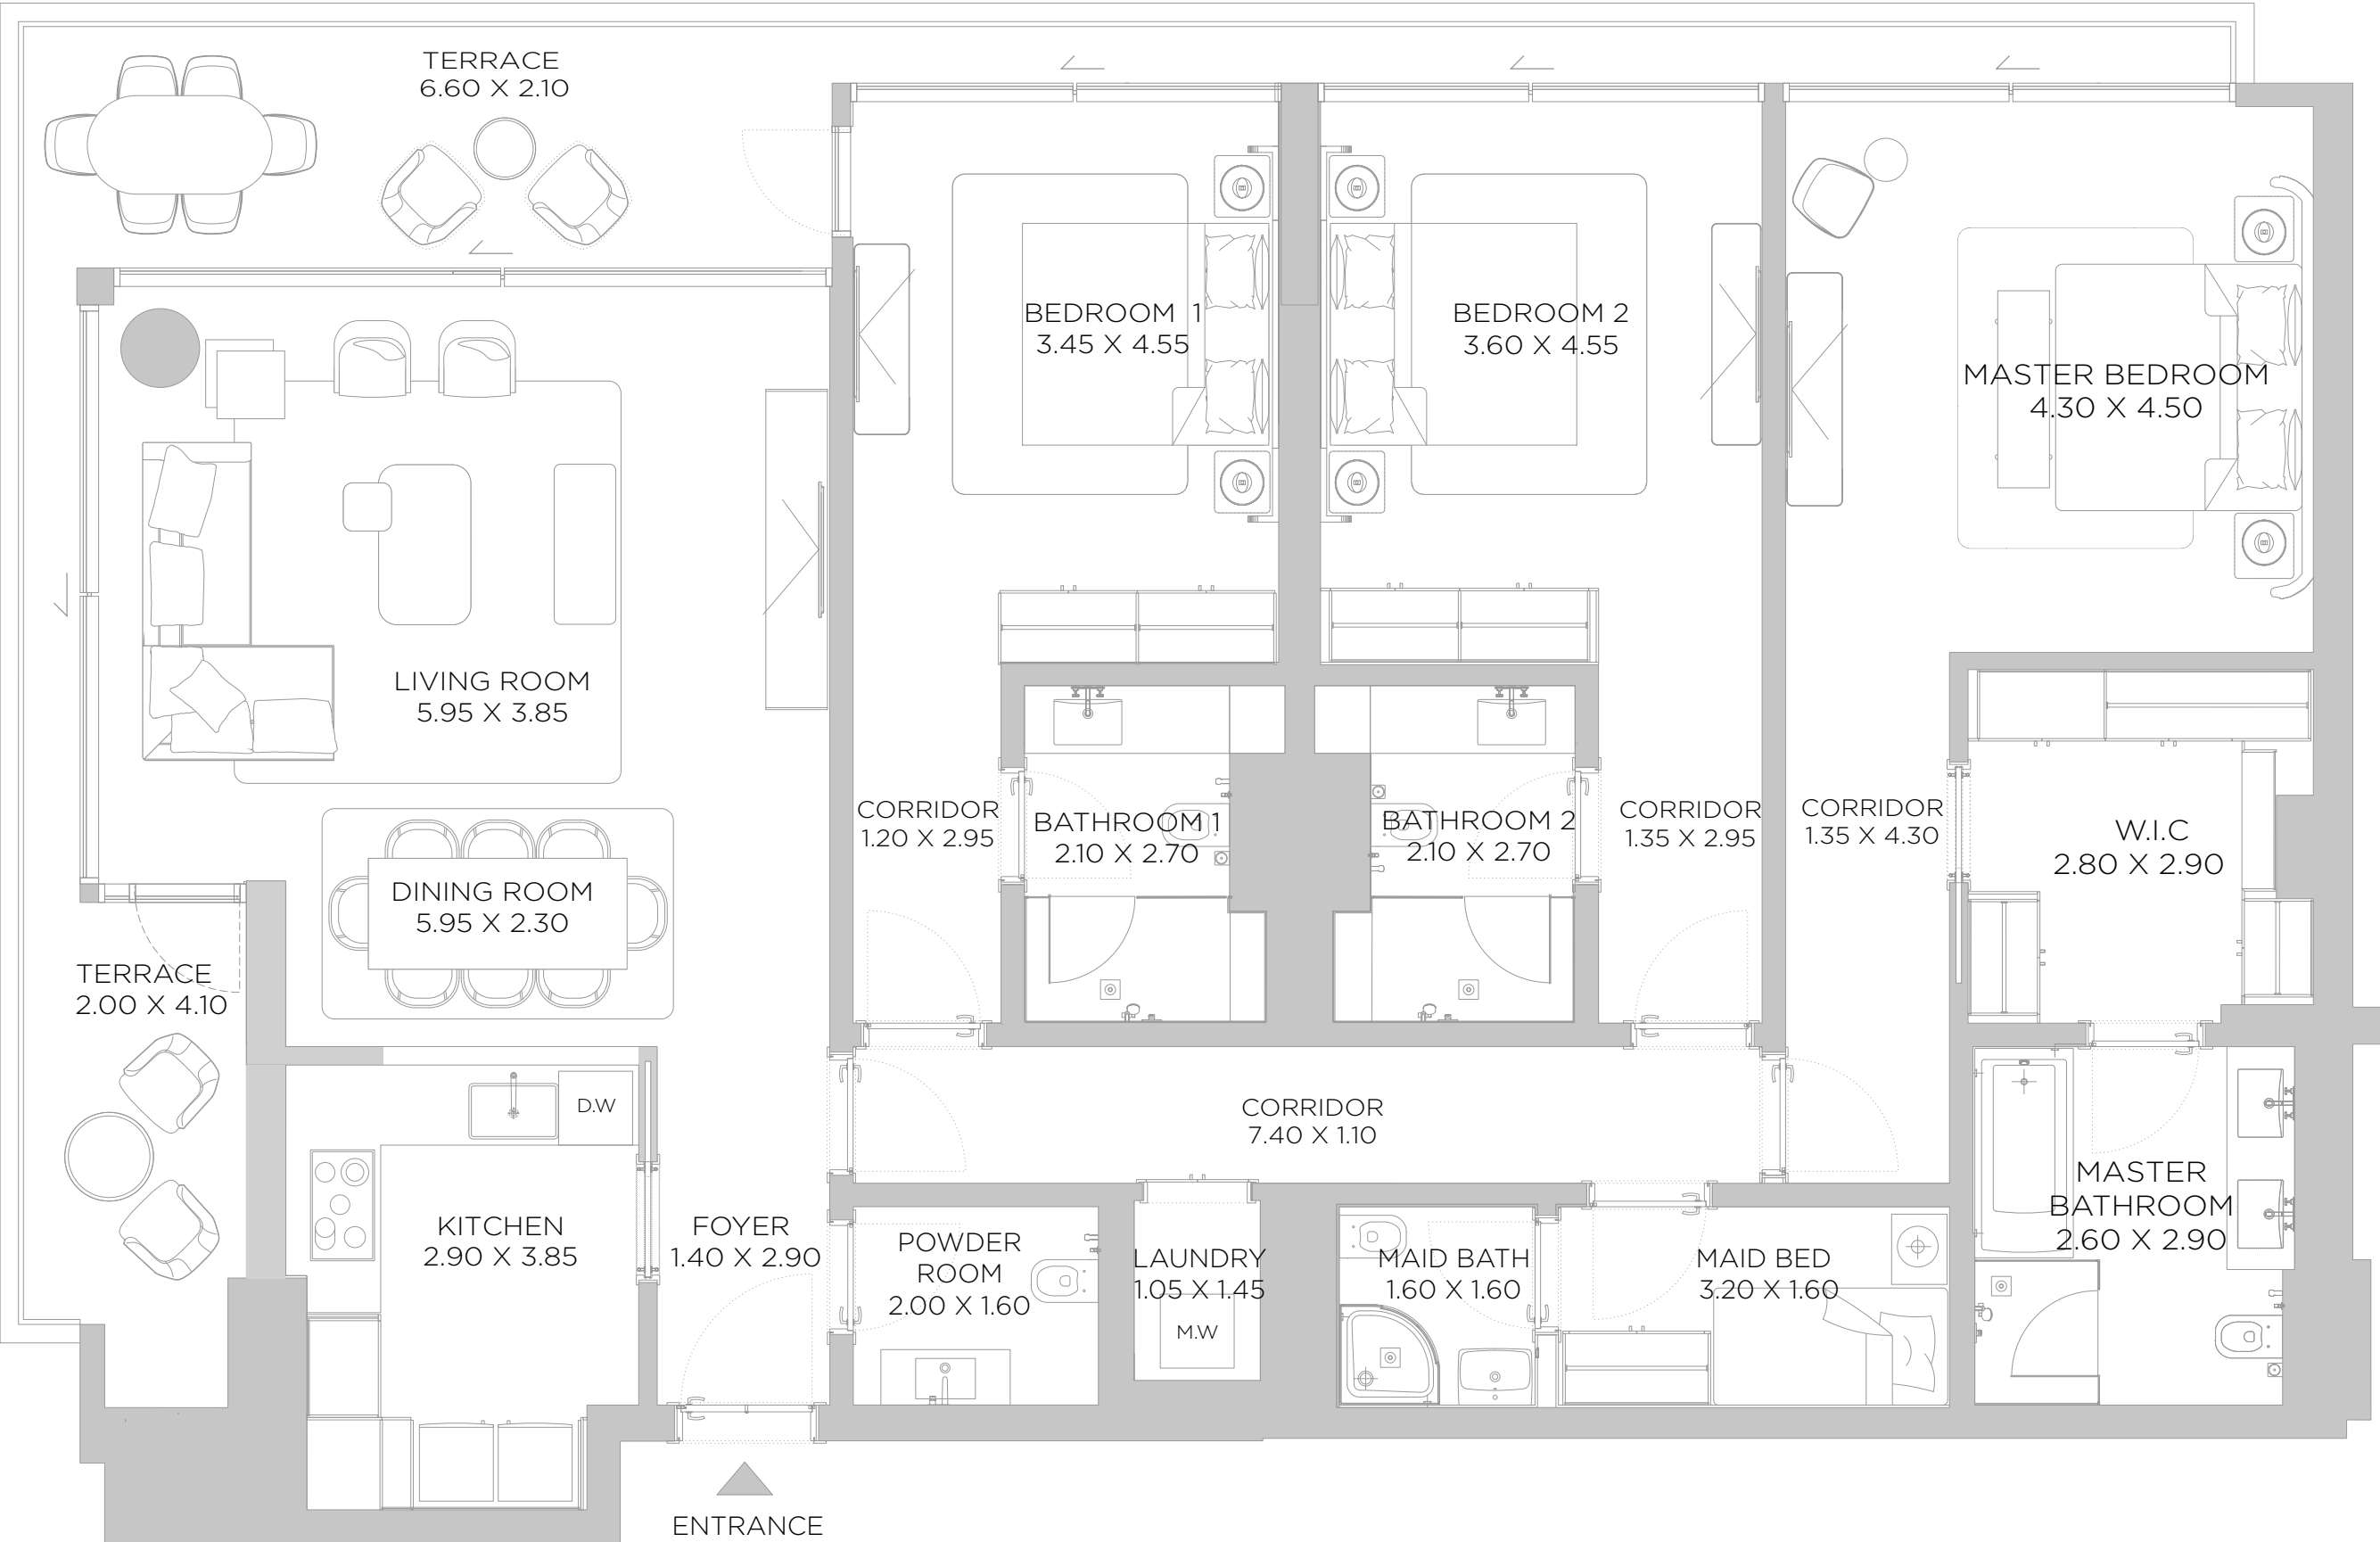 TERRACE
6.60 X 2.10
BEDROOM 1
3.45 X 4.55
BEDROOM 2
3.60 X 4.55
MASTER BEDROOM
4.30 X 4.50
LIVING ROOM
5.95 X 3.85
CORRIDOR
1.20 X 2.95
BATHROOM 1
2.10 X 2.70
BATHROOM 2
2.10 X 2.70
CORRIDOR
1.35 X 2.95
CORRIDOR
1.35 X 4.30
W.I.C
2.80 X 2.90
DINING ROOM
5.95 X 2.30
TERRACE
2.00 X 4.10
D.W
CORRIDOR
7.40 X 1.10
KITCHEN
2.90 X 3.85
FOYER
1.40 X 2.90
POWDER
ROOM
2.00 X 1.60
LAUNDRY
1.05 X 1.45
M.W
MAID BATH
1.60 X 1.60
MAID BED
3.20 X 1.60
MASTER
BATHROOM
2.60 X 2.90
ENTRANCE